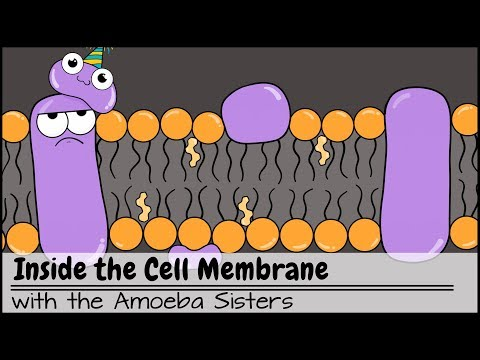 Inside the Cell Membrane
with the Amoeba Sisters